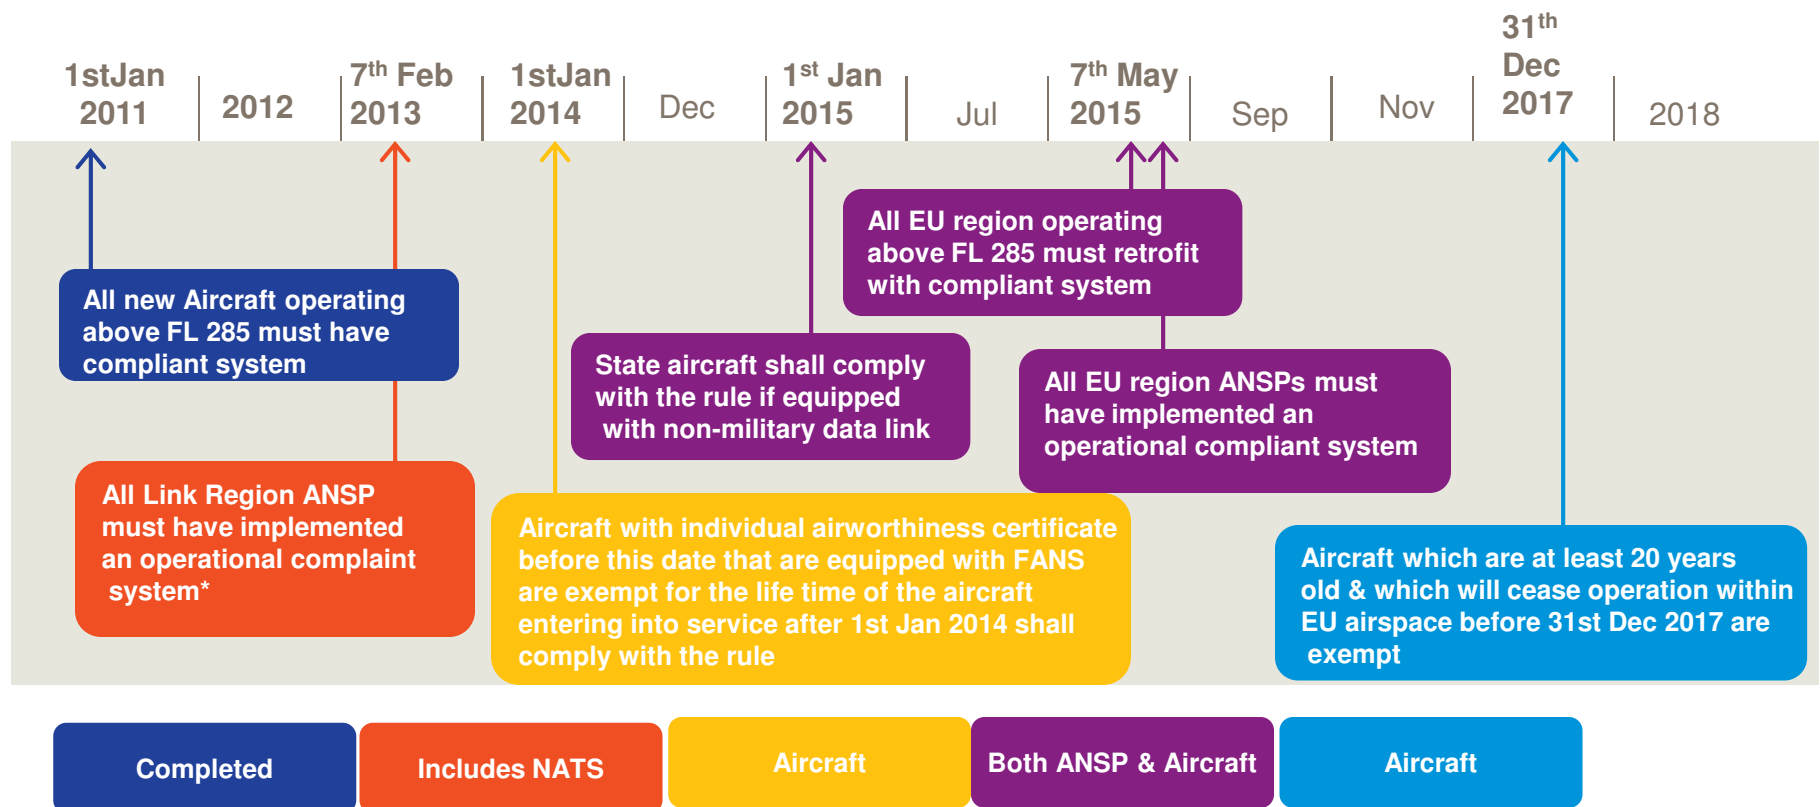 1stJan
2011
2012
7th Feb
2013
1stJan
2014
Dec
1st Jan
2015
Jul
7th May
2015
Sep
Nov
31th
Dec
2017
2018
All new Aircraft operating
above FL 285 must have
compliant system
All Link Region ANSP
must have implemented
an operational complaint
system*
Aircraft with individual airworthiness certificate
before this date that are equipped with FANS
are exempt for the life time of the aircraft
entering into service after 1st Jan 2014 shall
comply with the rule
State aircraft shall comply
with the rule if equipped
with non-military data link
All EU region operating
above FL 285 must retrofit
with compliant system
All EU region ANSPs must
have implemented an
operational compliant system
Aircraft which are at least 20 years
old & which will cease operation within
EU airspace before 31st Dec 2017 are
exempt
Completed
Includes NATS
Aircraft
Both ANSP & Aircraft
Aircraft